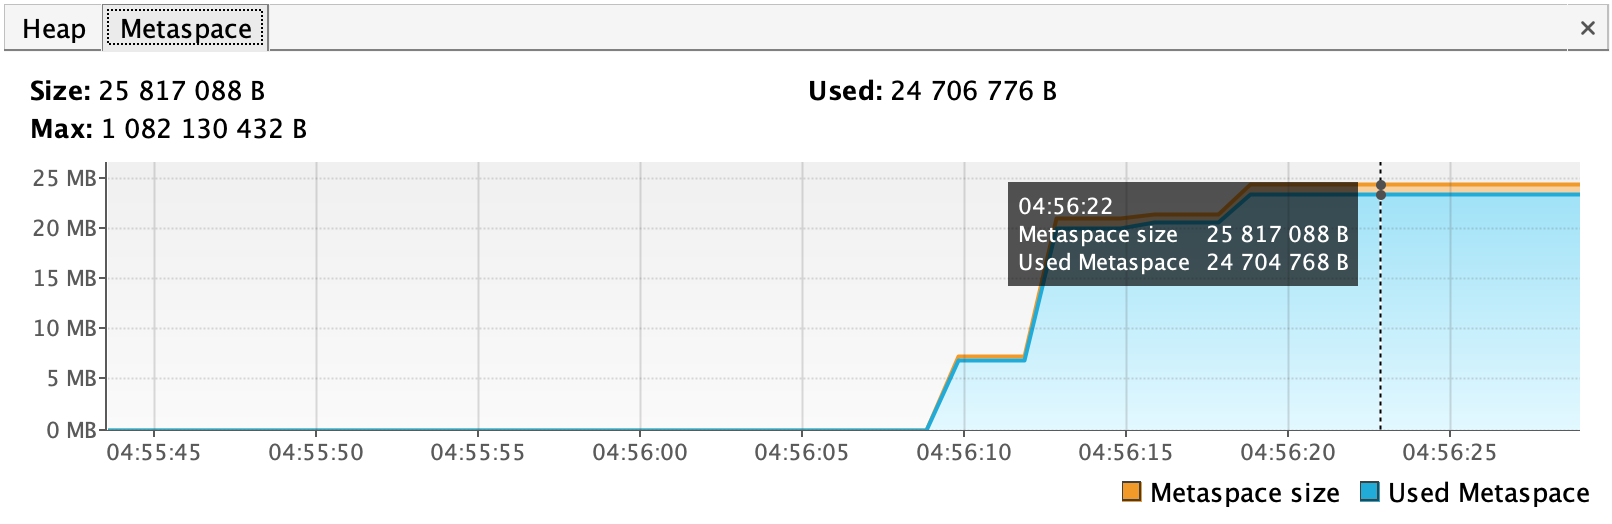 Heap Metaspace ×
Size: 25 817 088 B Used: 24 706 776 B
Max: 1 082 130 432 B
25 MB
20 MB
15 MB
10 MB
5 MB
0 MB
04:56:22
Metaspace size 25 817 088 B
Used Metaspace 24 704 768 B
04:55:45 04:55:50 04:55:55 04:56:00 04:56:05 04:56:10 04:56:15 04:56:20 04:56:25
Metaspace size Used Metaspace